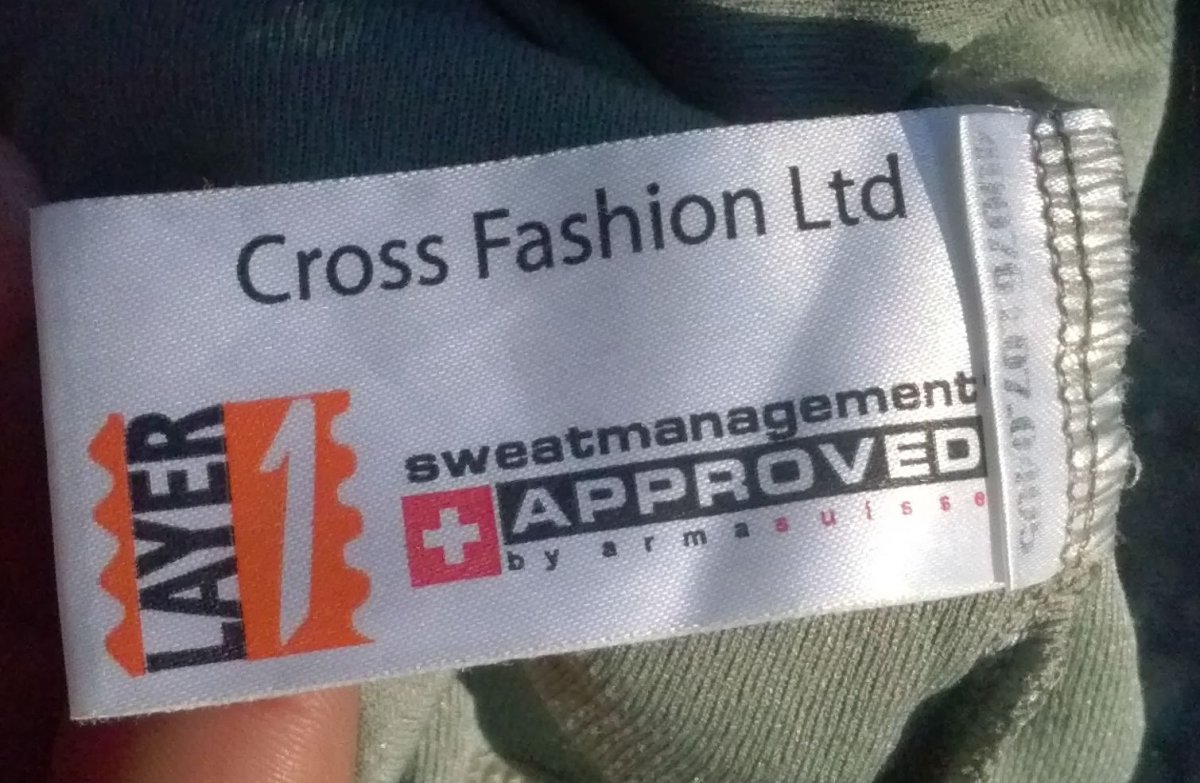 Cross Fashion Ltd
LAYER 1
sweatmanagement
APPROVED
by armasuisse